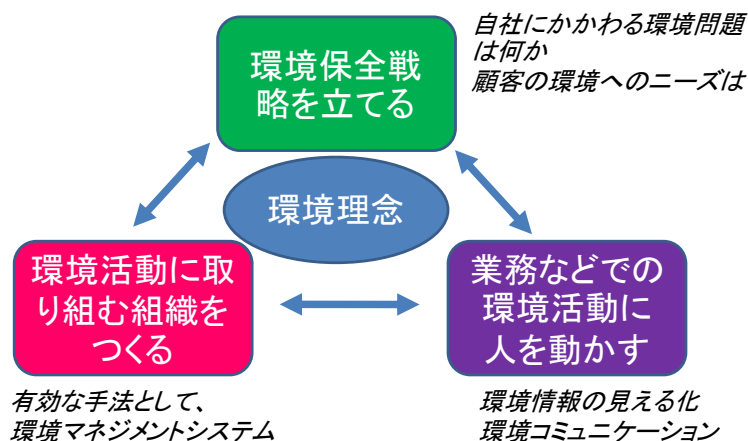 自社にかかわる環境問題
は何か
顧客の環境へのニーズは
環境保全戦
略を立てる
環境理念
環境活動に取
り組む組織を
つくる
業務などでの
環境活動に
人を動かす
有効な手法として、
環境マネジメントシステム
環境情報の見える化
環境コミュニケーション